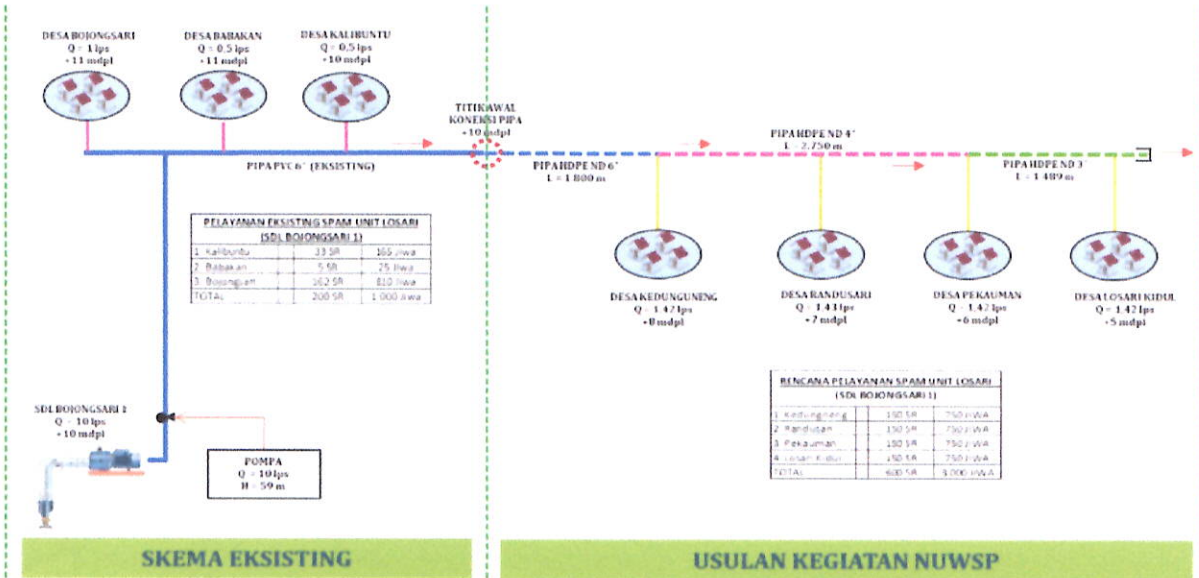 DESA BOJONGSARI
Q = 1 lps
+11 mdpl
DESA BABAKAN
Q = 0,5 lps
+11 mdpl
DESA KALIBUNTU
Q = 0,5 lps
+10 mdpl
TITIK AWAL
KONEKSI PIPA
+10 mdpl
PIPA PVC 6" (EKSISTING)
PIPA HDPE ND 6"
L = 1.800 m
PIPA HDPE ND 4"
L = 2.750 m
PIPA HDPE ND 3
L = 1.489 m
PELAYANAN EKSISTING SPAM UNIT LOSARI
(SDL BOJONGSARI 1)
1 Kalibuntu 33 SR 165 Jiwa
2 Babakan 5 SR 25 Jiwa
3 162 SR 810 Jiwa
TOTAL 200 SR 1.000 Jiwa
DESA KEDUNGUNENG
Q = 1,42 lps
+8 mdpl
DESA RANDUSARI
Q = 1,43 lps
+7 mdpl
DESA PEKAUMAN
Q = 1,42 lps
+6 mdpl
DESA LOSARI KIDUL
Q = 1,42 lps
+5 mdpl
RENCANA PELAYANAN SPAM UNIT LOSARI
(SDL BOJONGSARI 1)
1 150 SR 750 JIWA
2 150 SR 750 JIWA
3 Pekauman 150 SR 750 JIWA
4 Losari Kidul 150 SR 750 JIWA
TOTAL 600 SR 3.000 JIWA
SDL BOJONGSARI
Q = 10 lps
+10 mdpl
POMPA
Q = 10 lps
H = 59 m
SKEMA EKSISTING
USULAN KEGIATAN NUWSP